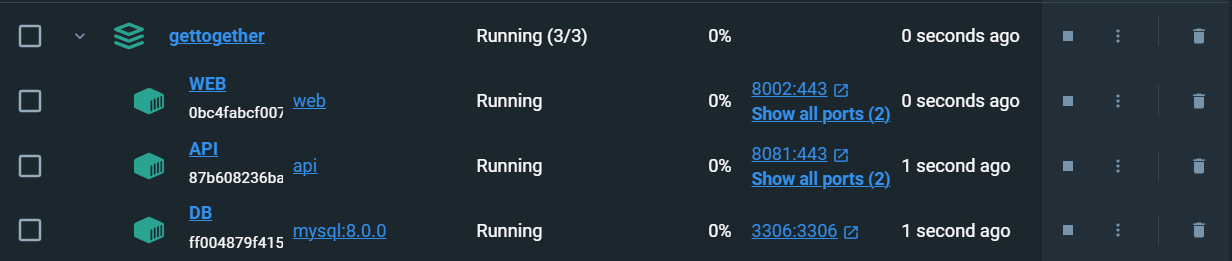 gettogether Running (3/3) 0% 0 seconds ago
WEB
0bc4fabcf007 web Running 0% 8002:443 0 seconds ago
Show all ports (2)
API
87b608236ba api Running 0% 8081:443 1 second ago
Show all ports (2)
DB
ff004879f415 mysql:8.0.0 Running 0% 3306:3306 1 second ago